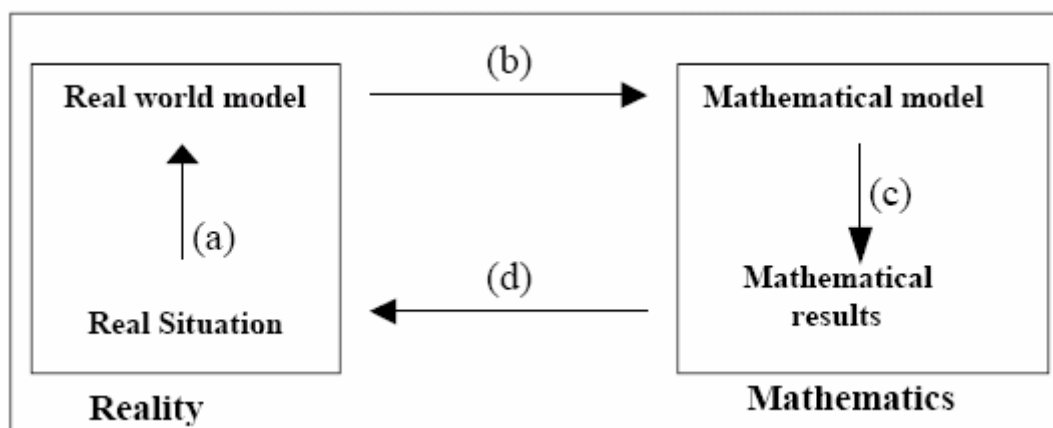 (b)
Real world model
Mathematical model
(a)
(c)
(d)
Real Situation
Mathematical
results
Reality
Mathematics